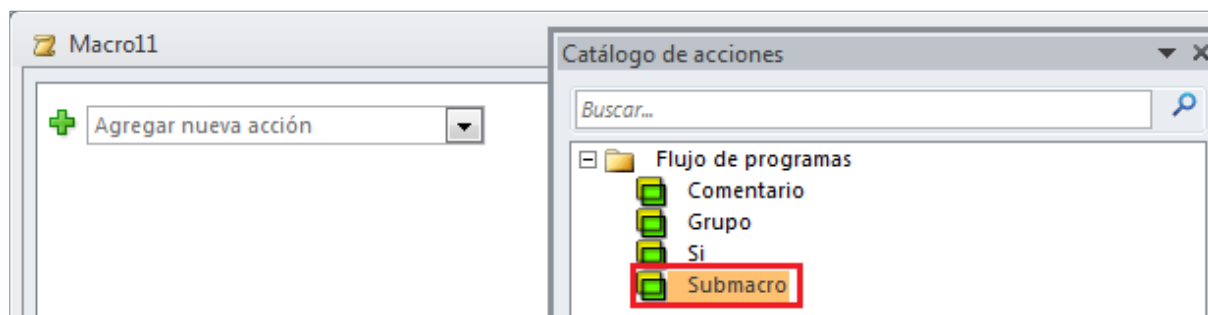 Macro11
Agregar nueva acción
Catálogo de acciones
Buscar...
Flujo de programas
Comentario
Grupo
Si
Submacro